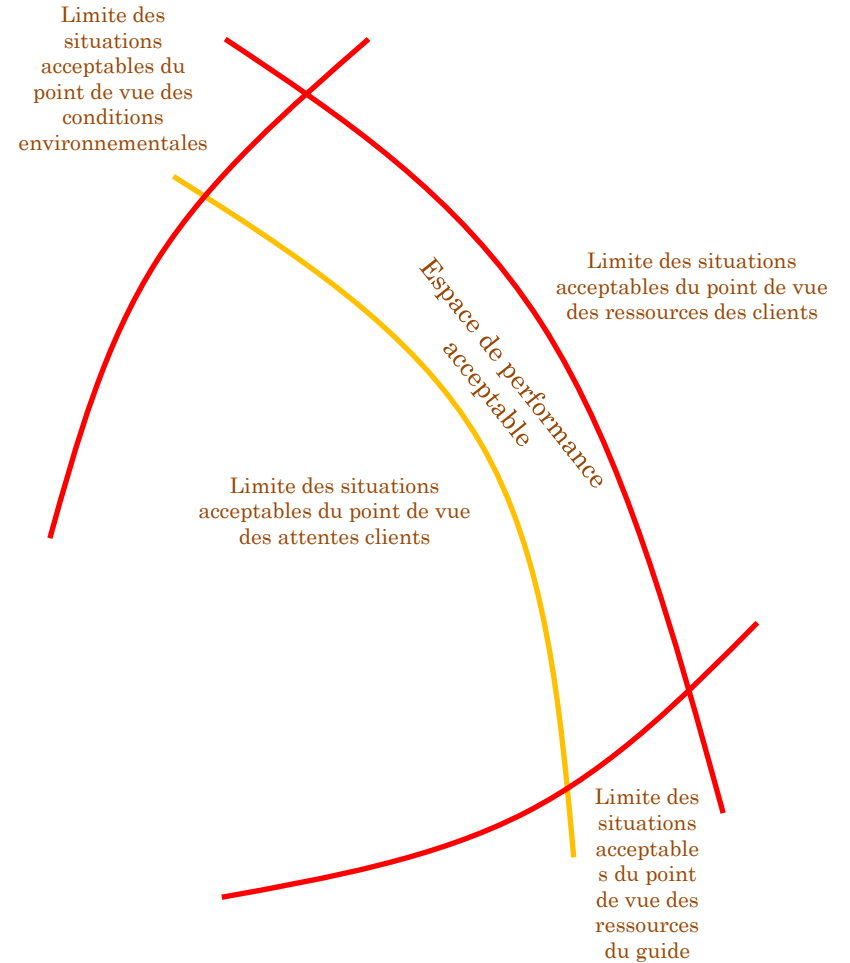 Limite des
situations
acceptables du
point de vue des
conditions
environnementales
Limite des situations
acceptables du point de vue
des ressources des clients
Espace de performance
acceptable
Limite des situations
acceptables du point de vue
des attentes clients
Limite des
situations
acceptable
s du point
de vue des
ressources
du guide